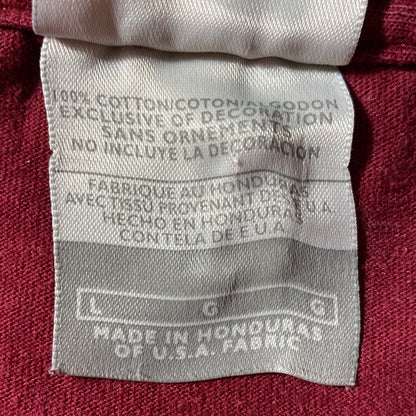 100% COTTON/COTON/ALGODON
EXCLUSIVE OF DECORATION
SANS ORNEMENTS
NO INCLUYE LA DECORACION
FABRIQUE AU HONDURAS
AVEC TISSU PROVENANT DES U.A.
HECHO EN HONDURAS
CON TELA DE E.U.A.
L G G
MADE IN HONDURAS
OF U.S.A. FABRIC